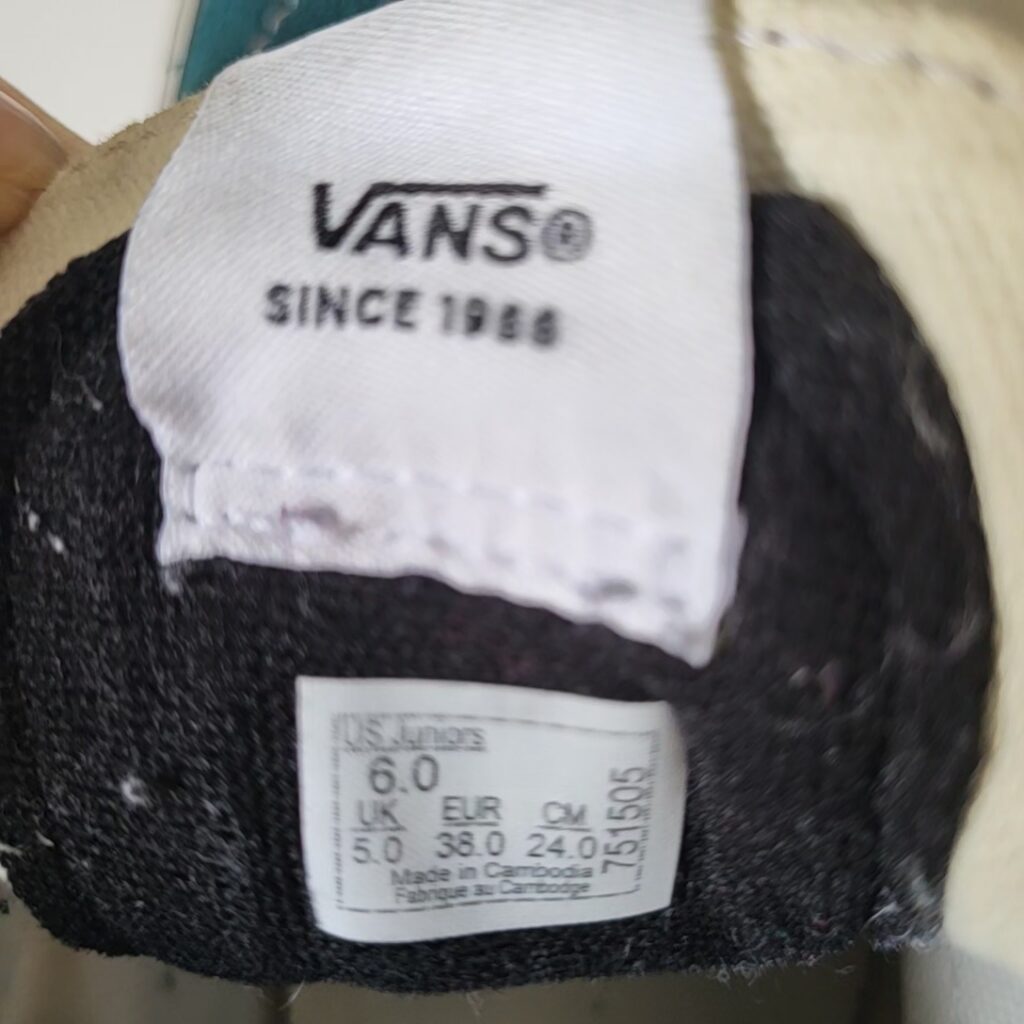 VANS®
SINCE 1966
US Juniors
6.0
UK EUR CM
5.0 38.0 24.0
Made in Cambodia
Fabriqué au Cambodge
751505